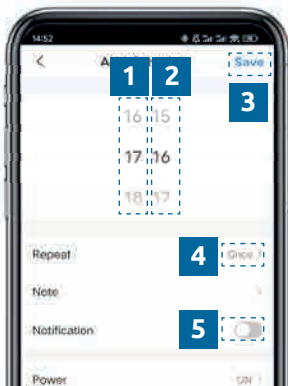 14:52
1 2
Save
3
16 15
17 16
18 17
Repeat 4 Once
Note
Notification 5
Power ON